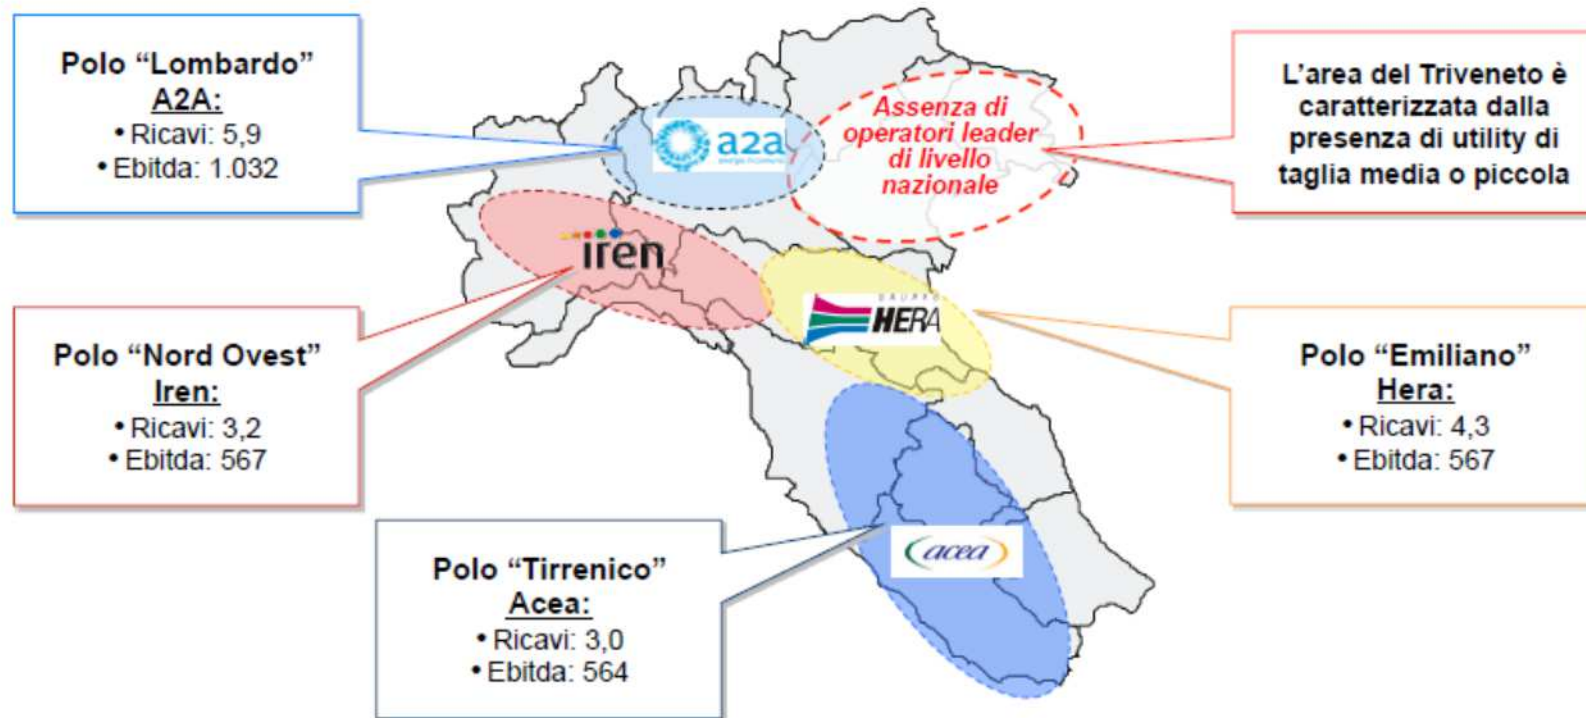 Polo “Lombardo”
A2A:
• Ricavi: 5,9
• Ebitda: 1.032
a2a
Assenza di
operatori leader
di livello
nazionale
L’area del Triveneto è
caratterizzata dalla
presenza di utility di
taglia media o piccola
iren
Polo “Nord Ovest”
Iren:
• Ricavi: 3,2
• Ebitda: 567
GRUPPO
HERA
Polo “Emiliano”
Hera:
• Ricavi: 4,3
• Ebitda: 567
Polo “Tirrenico”
Acea:
• Ricavi: 3,0
• Ebitda: 564
acea